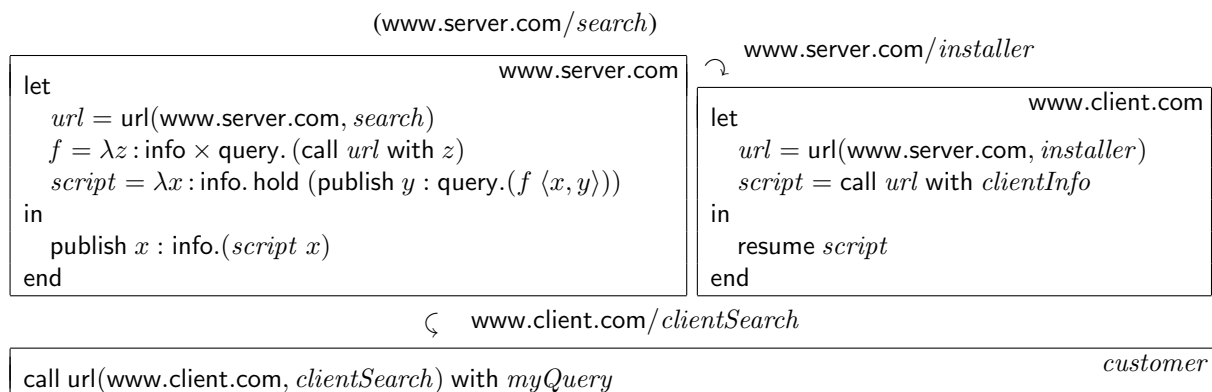 (www.server.com/search)
www.server.com/installer
www.server.com
let
url = url(www.server.com, search)
f = λz : info × query. (call url with z)
script = λx : info. hold (publish y : query.(f ⟨x, y⟩))
in
publish x : info.(script x)
end
www.client.com
let
url = url(www.server.com, installer)
script = call url with clientInfo
in
resume script
end
www.client.com/clientSearch
customer
call url(www.client.com, clientSearch) with myQuery